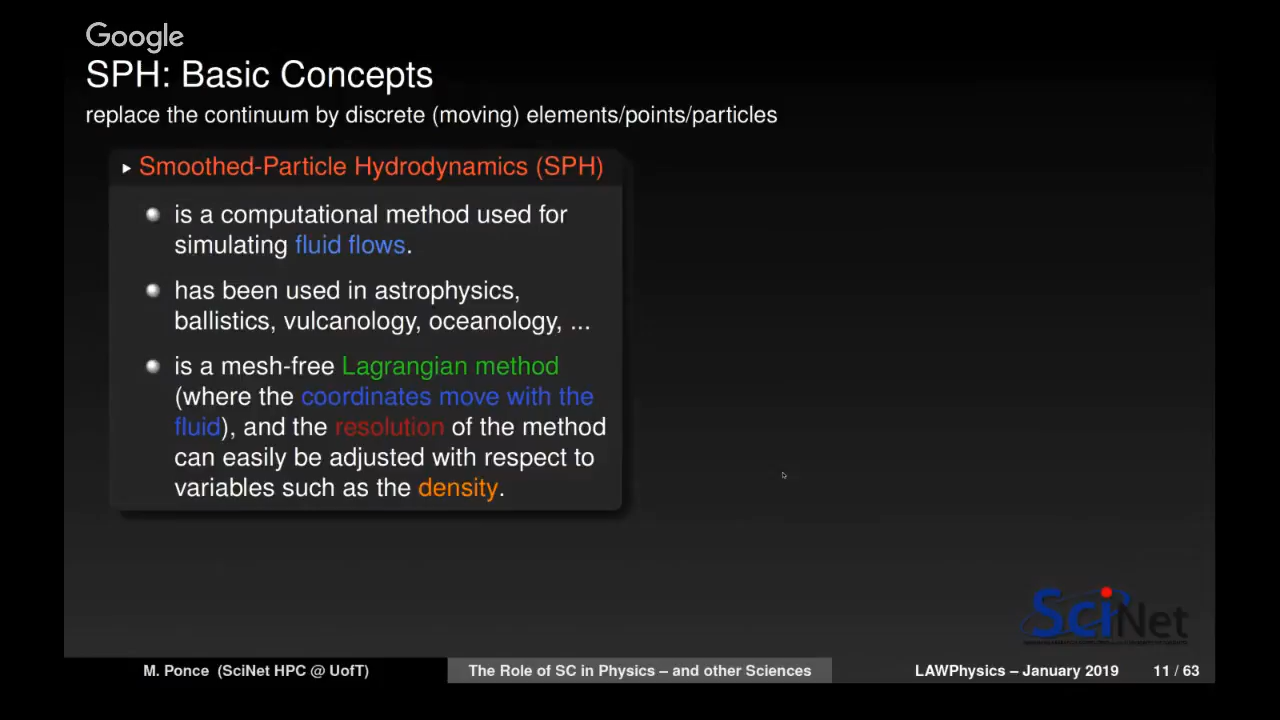 Google
SPH: Basic Concepts
replace the continuum by discrete (moving) elements/points/particles
Smoothed-Particle Hydrodynamics (SPH)
is a computational method used for
simulating fluid flows.
has been used in astrophysics,
ballistics, vulcanology, oceanology, ...
is a mesh-free Lagrangian method
(where the coordinates move with the
fluid), and the resolution of the method
can easily be adjusted with respect to
variables such as the density.
SciNet
M. Ponce (SciNet HPC @ UofT)
The Role of SC in Physics – and other Sciences
LAWPhysics – January 2019
11 / 63